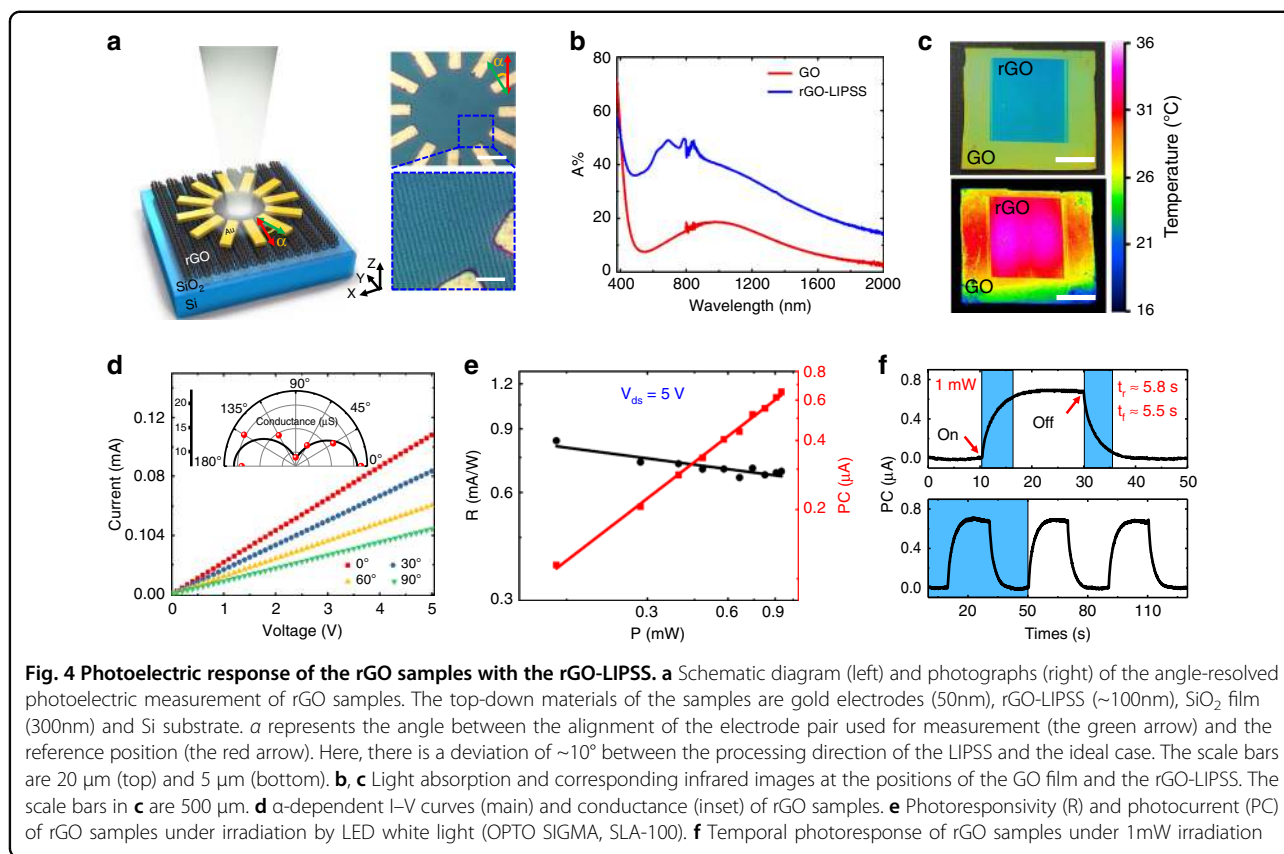 a
α
Au
α
rGO
SiO2
Si
Z
Y
X
b
80
60
40
20
0
A%
GO
rGO-LIPSS
400
800
1200
1600
2000
Wavelength (nm)
c
rGO
GO
rGO
GO
36
31
26
21
16
Temperature (°C)
d
0.12
0.08
0.104
0.00
Current (mA)
0
1
2
3
4
5
Voltage (V)
20
15
10
180°
135°
90°
45°
0°
Conductance (µS)
0°
30°
60°
90°
e
1.2
0.9
0.6
0.3
R (mA/W)
Vds = 5 V
0.8
0.6
0.4
0.2
PC (µA)
0.3
0.6
0.9
P (mW)
f
0.8
0.4
0.0
1 mW
On
Off
tr ≈ 5.8 s
tf ≈ 5.5 s
0
10
20
30
40
50
PC (µA)
0.8
0.4
0.0
20
50
70
110
Times (s)
Fig. 4 Photoelectric response of the rGO samples with the rGO-LIPSS. a Schematic diagram (left) and photographs (right) of the angle-resolved
photoelectric measurement of rGO samples. The top-down materials of the samples are gold electrodes (50nm), rGO-LIPSS (~100nm), SiO2 film
(300nm) and Si substrate. α represents the angle between the alignment of the electrode pair used for measurement (the green arrow) and the
reference position (the red arrow). Here, there is a deviation of ~10° between the processing direction of the LIPSS and the ideal case. The scale bars
are 20 µm (top) and 5 µm (bottom). b, c Light absorption and corresponding infrared images at the positions of the GO film and the rGO-LIPSS. The
scale bars in c are 500 µm. d α-dependent I–V curves (main) and conductance (inset) of rGO samples. e Photoresponsivity (R) and photocurrent (PC)
of rGO samples under irradiation by LED white light (OPTO SIGMA, SLA-100). f Temporal photoresponse of rGO samples under 1mW irradiation